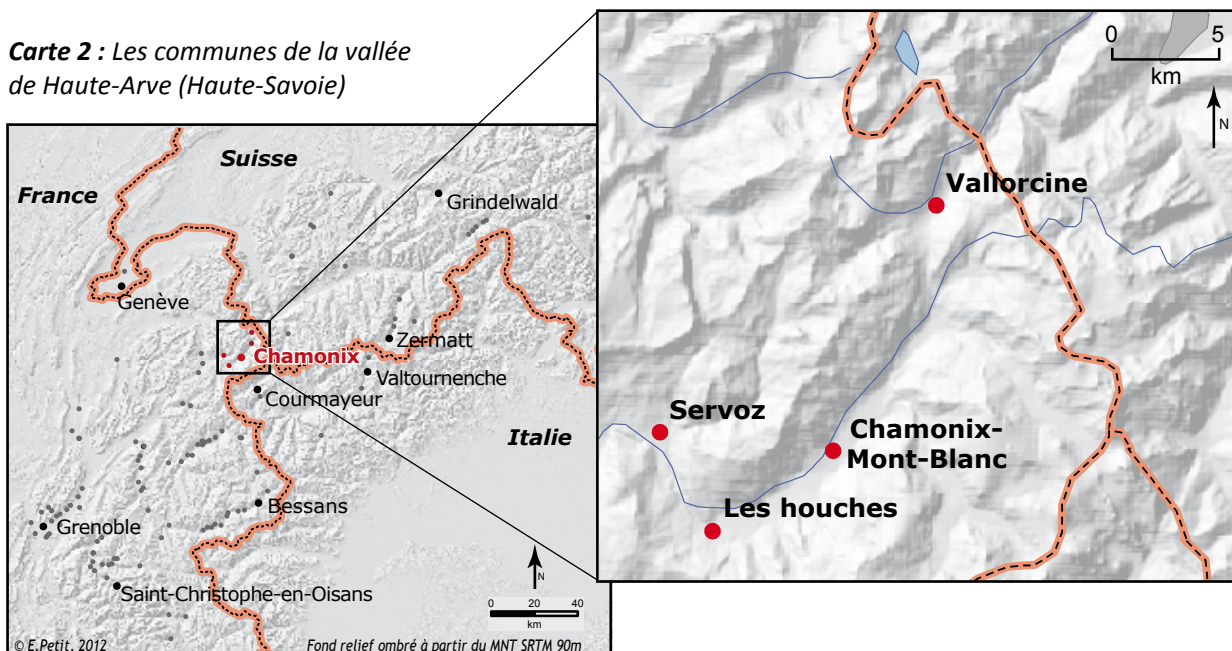 Carte 2 : Les communes de la vallée
de Haute-Arve (Haute-Savoie)
Suisse
France
Grindelwald
Genève
Chamonix
Zermatt
Valtournenche
Courmayeur
Italie
Bessans
Grenoble
Saint-Christophe-en-Oisans
N
0 20 40
km
© E.Petit, 2012
Fond relief ombré à partir du MNT SRTM 90m
0 5
km
N
Vallorcine
Servoz
Chamonix-
Mont-Blanc
Les houches